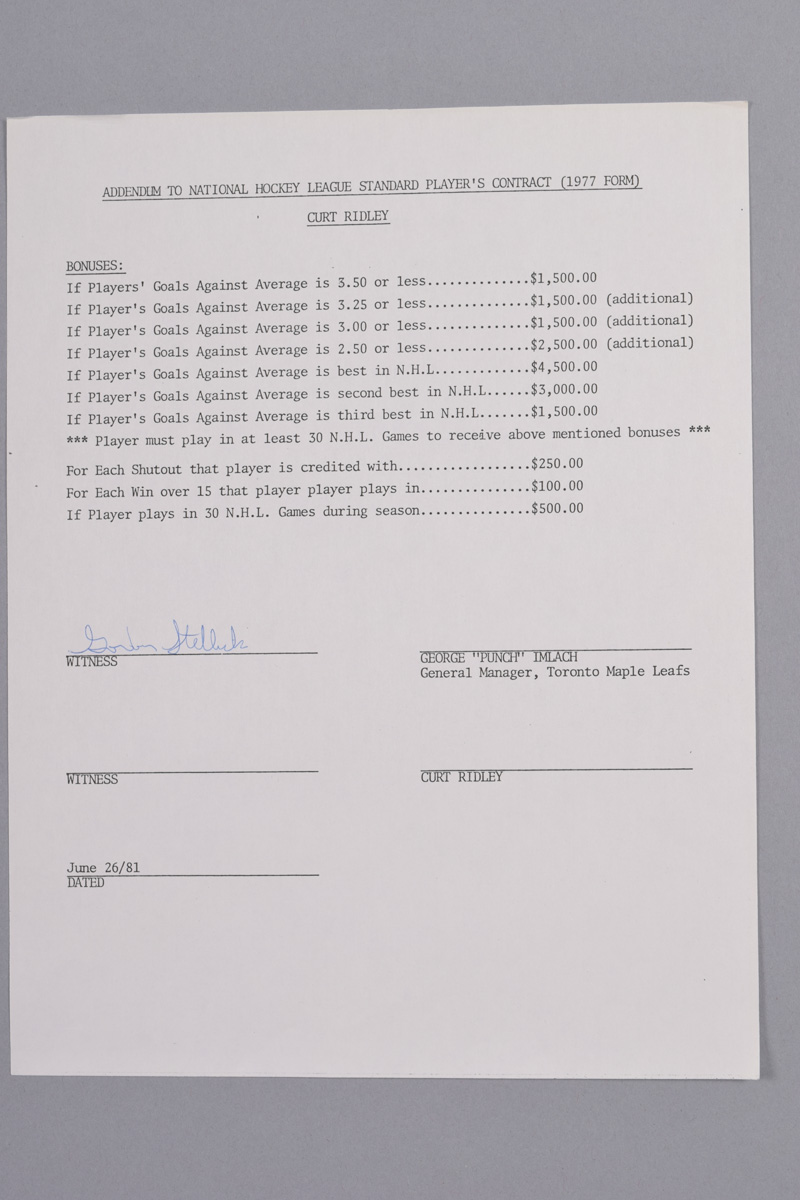 ADDENDUM TO NATIONAL HOCKEY LEAGUE STANDARD PLAYER'S CONTRACT (1977 FORM)
CURT RIDLEY
BONUSES:
If Players' Goals Against Average is 3.50 or less..............$1,500.00
If Player's Goals Against Average is 3.25 or less..............$1,500.00 (additional)
If Player's Goals Against Average is 3.00 or less..............$1,500.00 (additional)
If Player's Goals Against Average is 2.50 or less..............$2,500.00 (additional)
If Player's Goals Against Average is best in N.H.L.............$4,500.00
If Player's Goals Against Average is second best in N.H.L......$3,000.00
If Player's Goals Against Average is third best in N.H.L.......$1,500.00
*** Player must play in at least 30 N.H.L. Games to receive above mentioned bonuses ***
For Each Shutout that player is credited with..................$250.00
For Each Win over 15 that player player plays in...............$100.00
If Player plays in 30 N.H.L. Games during season...............$500.00
Gordon Stellick
WITNESS
GEORGE "PUNCH" IMLACH
General Manager, Toronto Maple Leafs
WITNESS
CURT RIDLEY
June 26/81
DATED